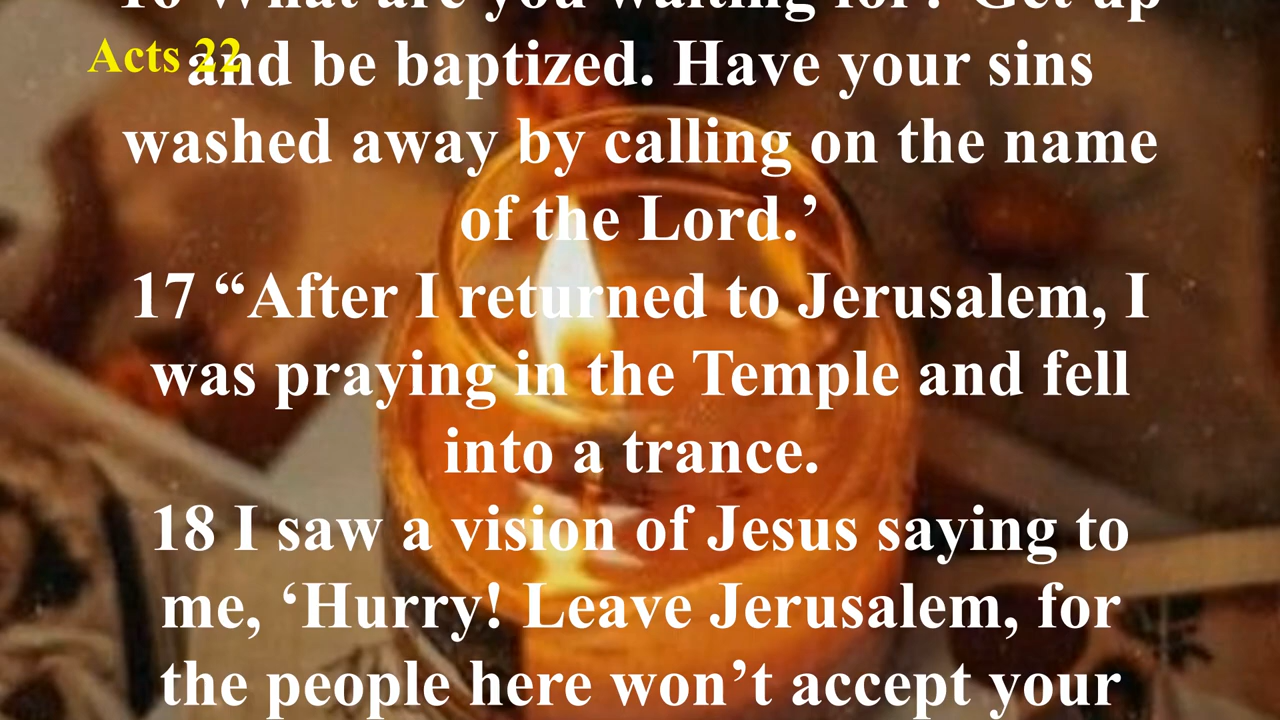 16 What are you waiting for? Get up
Acts 22
and be baptized. Have your sins
washed away by calling on the name
of the Lord.’
17 “After I returned to Jerusalem, I
was praying in the Temple and fell
into a trance.
18 I saw a vision of Jesus saying to
me, ‘Hurry! Leave Jerusalem, for
the people here won’t accept your